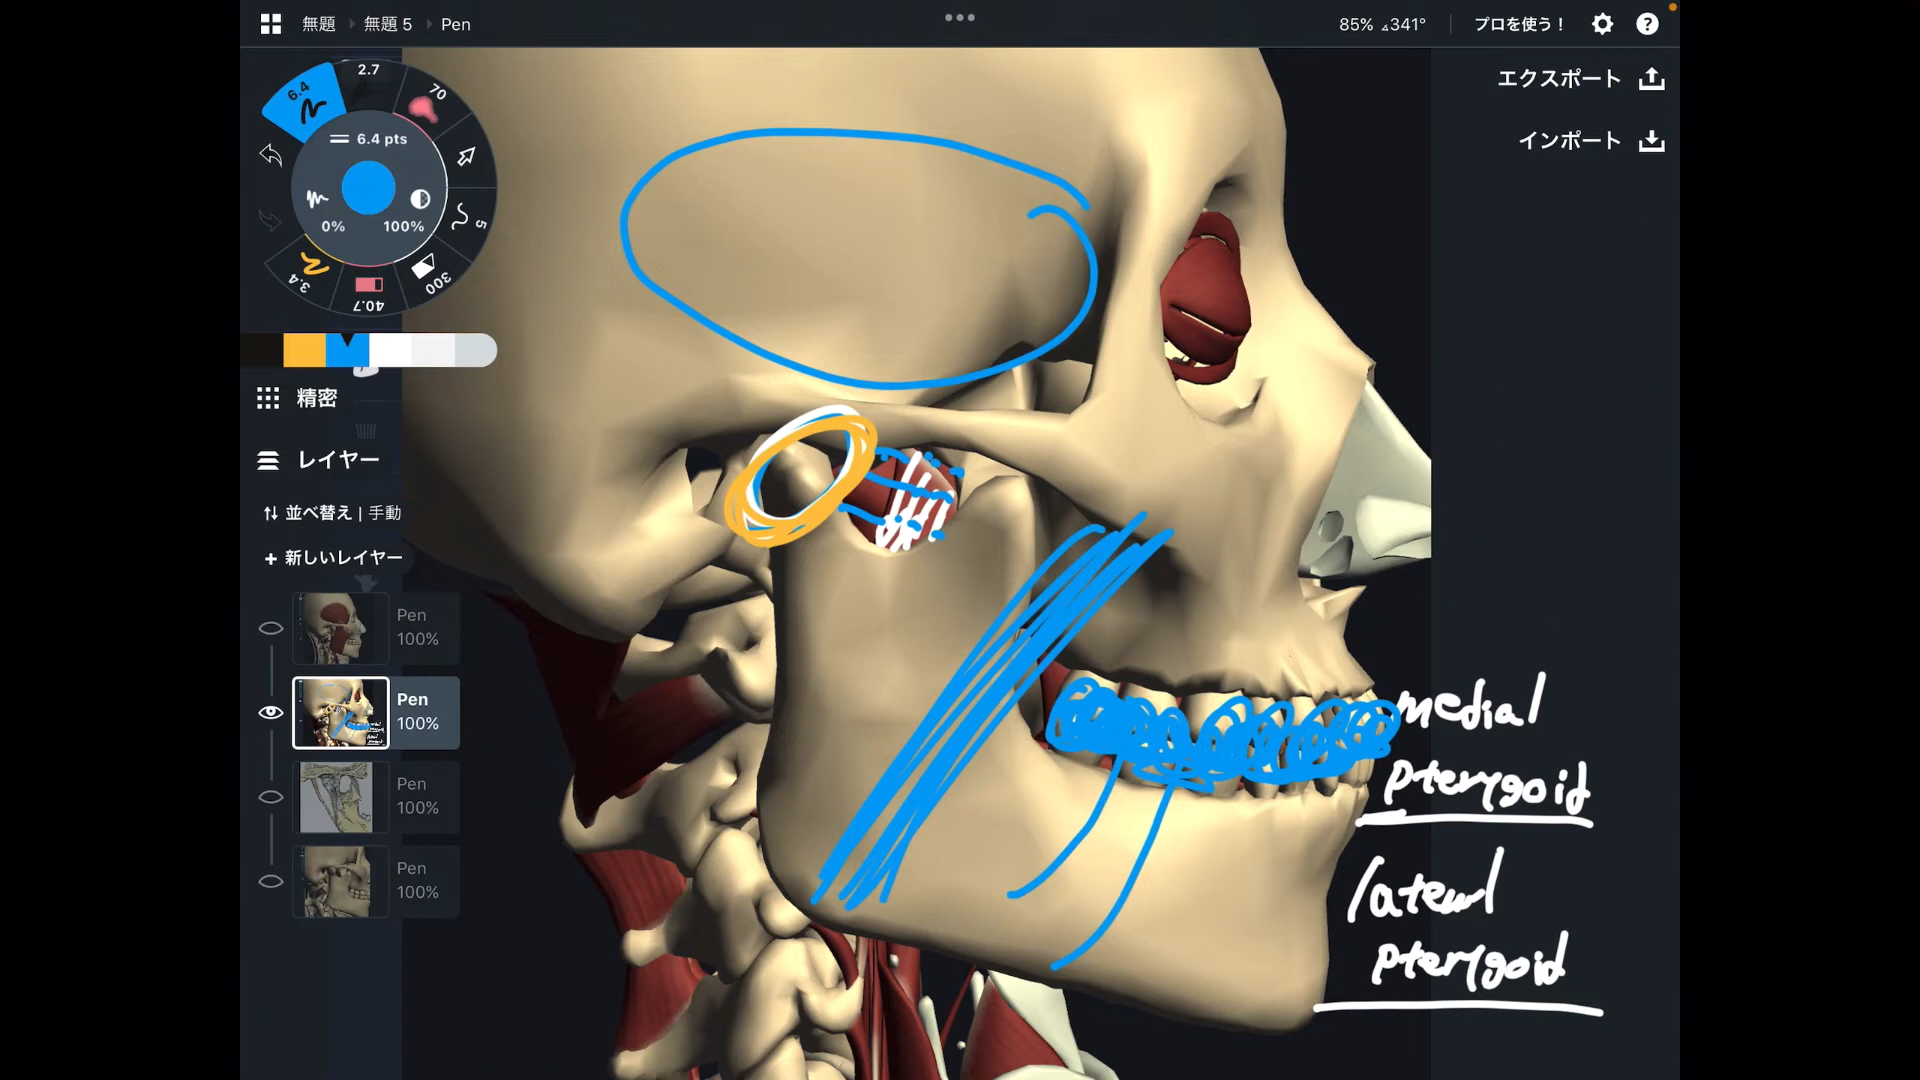 無題 › 無題 5 › Pen
85% ⊿341°
プロを使う!
エクスポート
インポート
2.7
6.4
70
6.4 pts
0%
100%
5
300
40.7
3.4
精密
レイヤー
並べ替え | 手動
+ 新しいレイヤー
Pen
100%
Pen
100%
Pen
100%
Pen
100%
medial
pterygoid
lateral
pterygoid